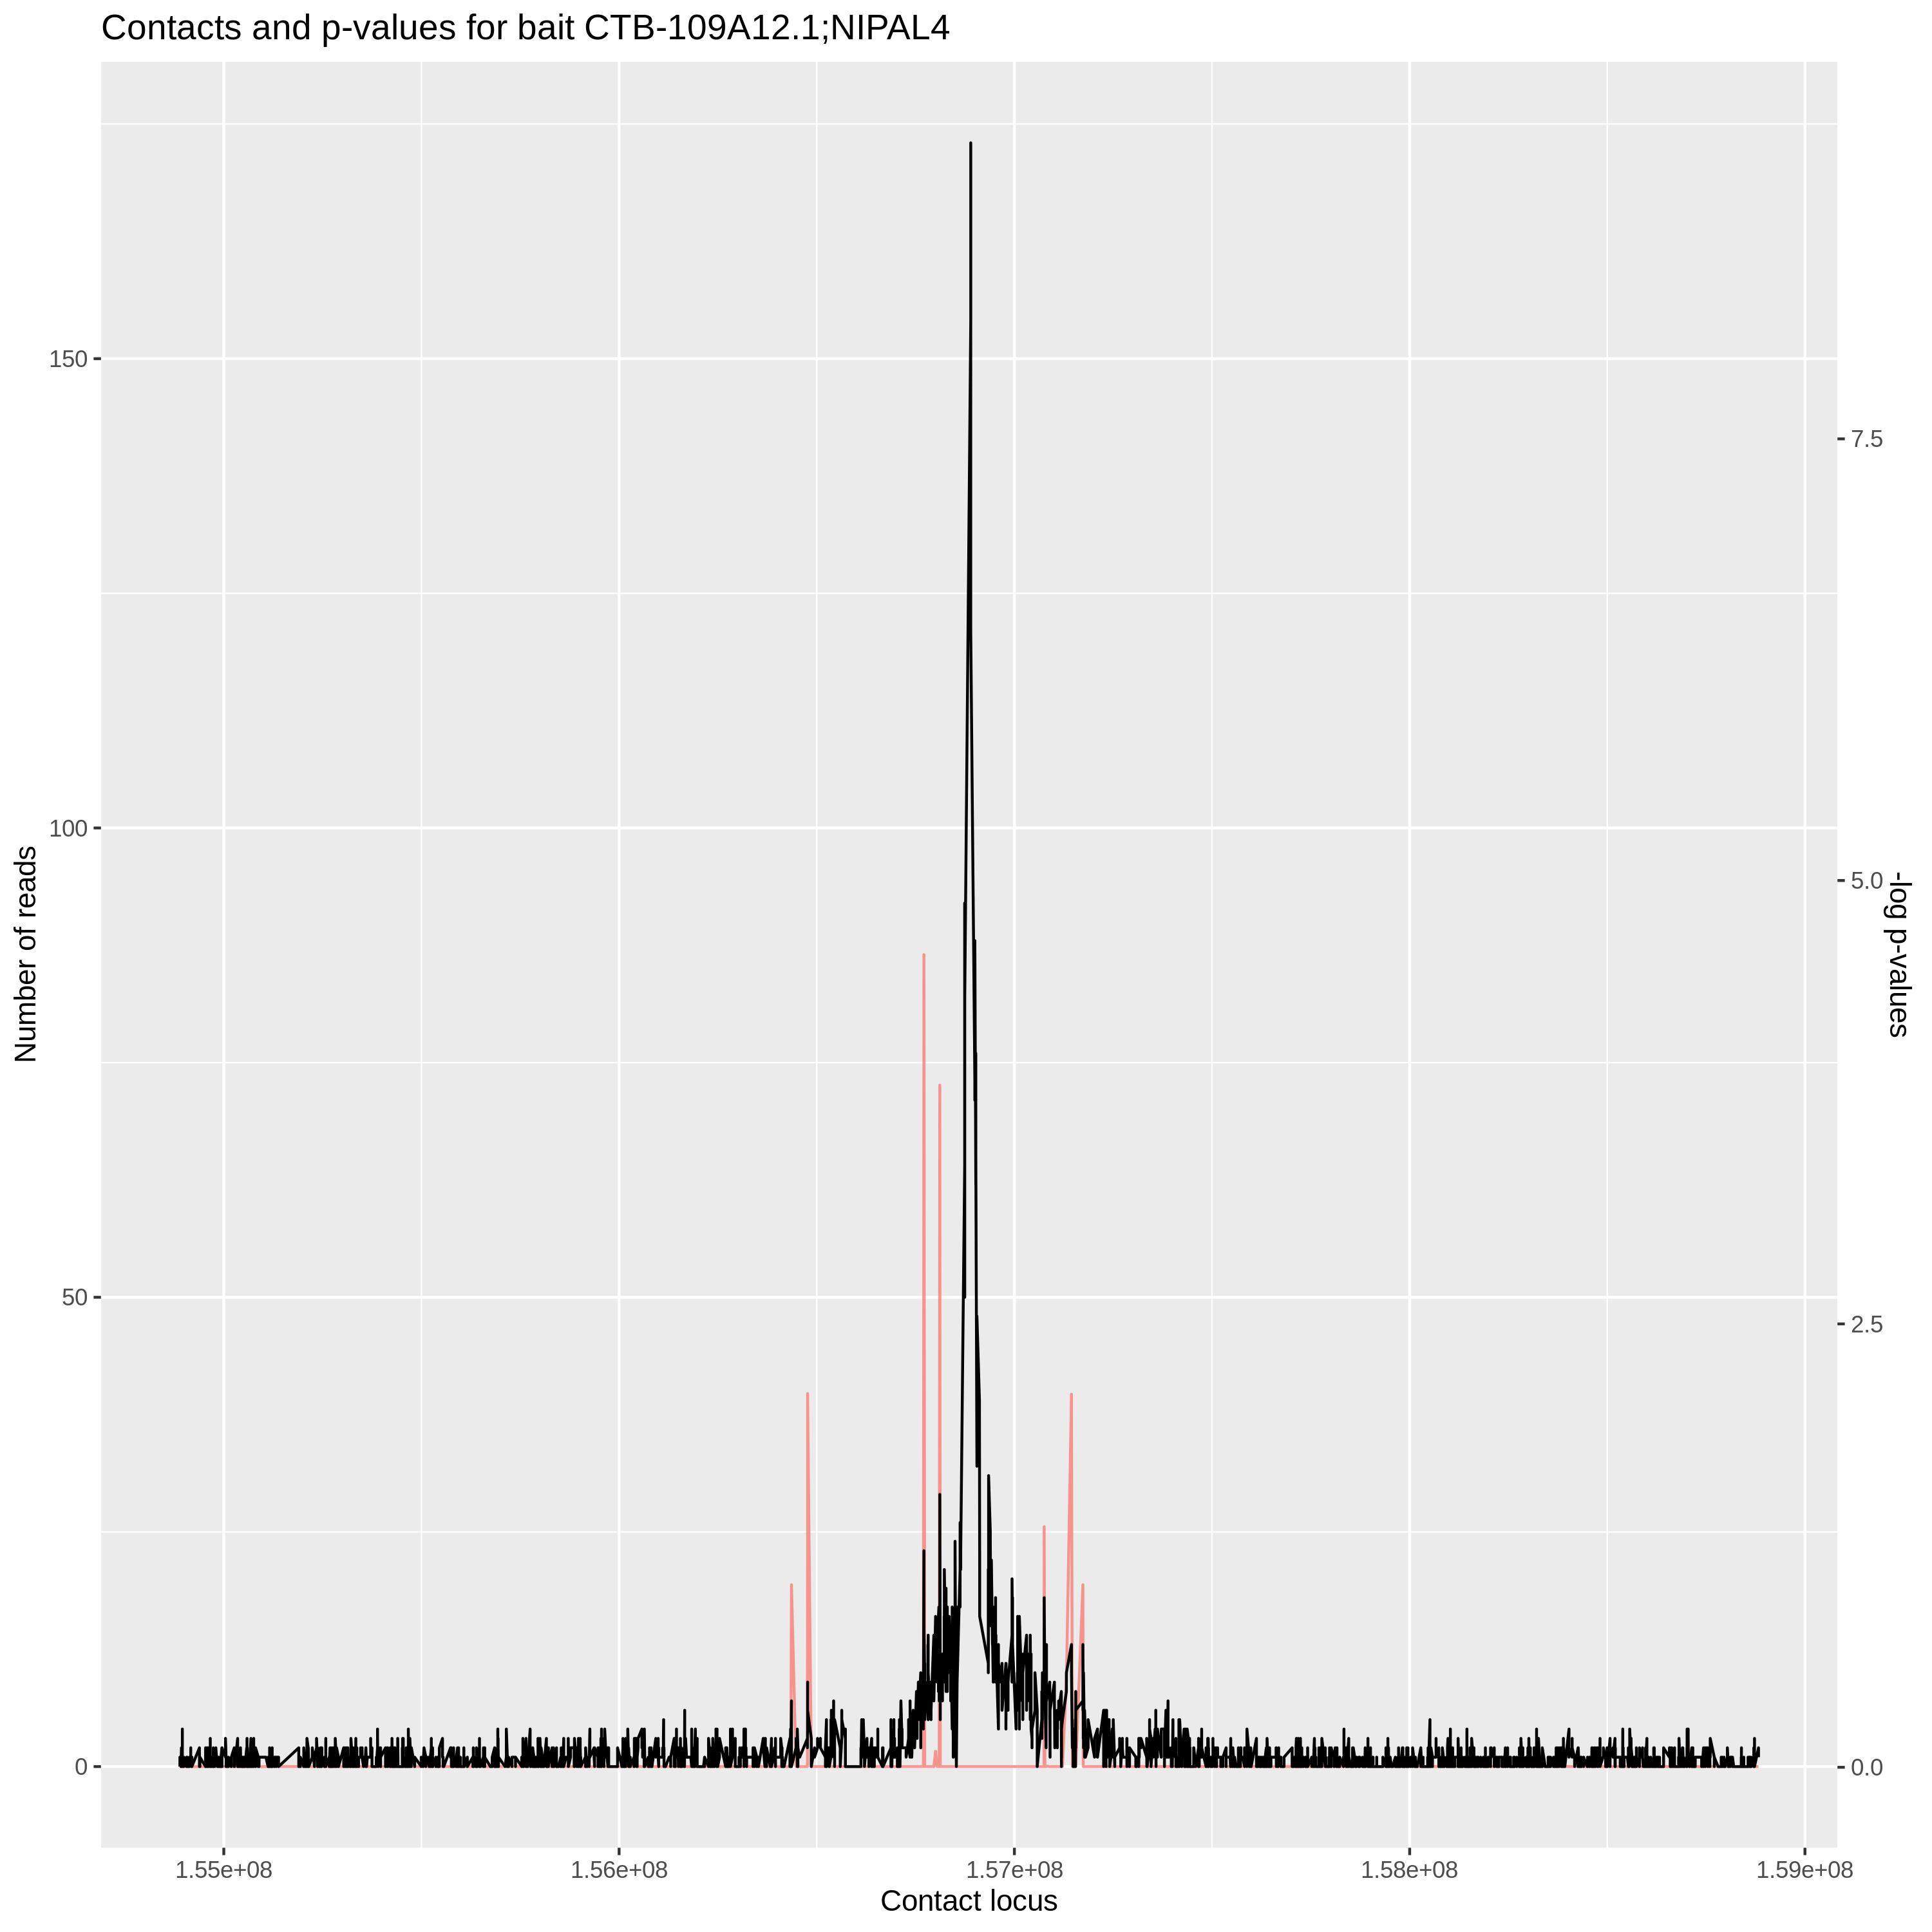 Contacts and p-values for bait CTB-109A12.1;NIPAL4
Number of reads
150
100
50
0
7.5
5.0
2.5
0.0
-log p-values
1.55e+08 1.56e+08 1.57e+08 1.58e+08 1.59e+08
Contact locus